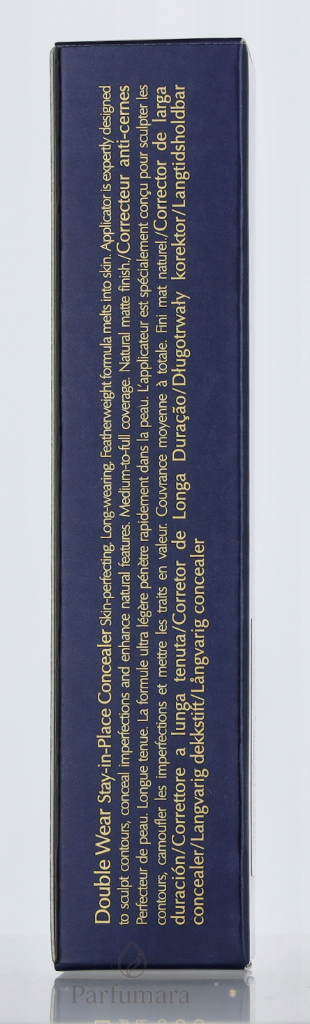 Double Wear Stay-in-Place Concealer Skin-perfecting. Long-wearing. Featherweight formula melts into skin. Applicator is expertly designed
to sculpt contours, conceal imperfections and enhance natural features. Medium-to-full coverage. Natural matte finish./Correcteur anti-cernes
Perfecteur de peau. Longue tenue. La formule ultra légère pénètre rapidement dans la peau. L'applicateur est spécialement conçu pour sculpter les
contours, camoufler les imperfections et mettre les traits en valeur. Couvrance moyenne à totale. Fini mat naturel./Corrector de larga
duración/Correttore a lunga tenuta/Corretor de Longa Duração/Długotrwały korektor/Langtidsholdbar
concealer/Langvarig dekkstift/Långvarig concealer
Parfumara